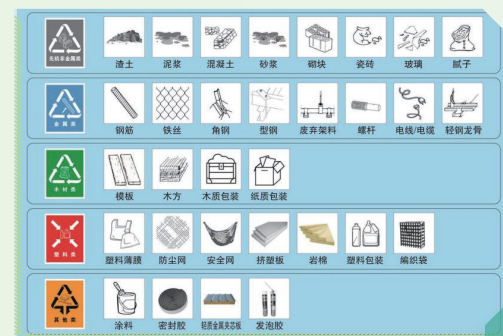 无机非金属类
渣土 泥浆 混凝土 砂浆 砌块 瓷砖 玻璃 腻子
金属类
钢筋 铁丝 角钢 型钢 废弃架料 螺杆 电线/电缆 轻钢龙骨
木材类
模板 木方 木质包装 纸质包装
塑料类
塑料薄膜 防尘网 安全网 挤塑板 岩棉 塑料包装 编织袋
其他类
涂料 密封胶 轻质金属夹芯板 发泡胶